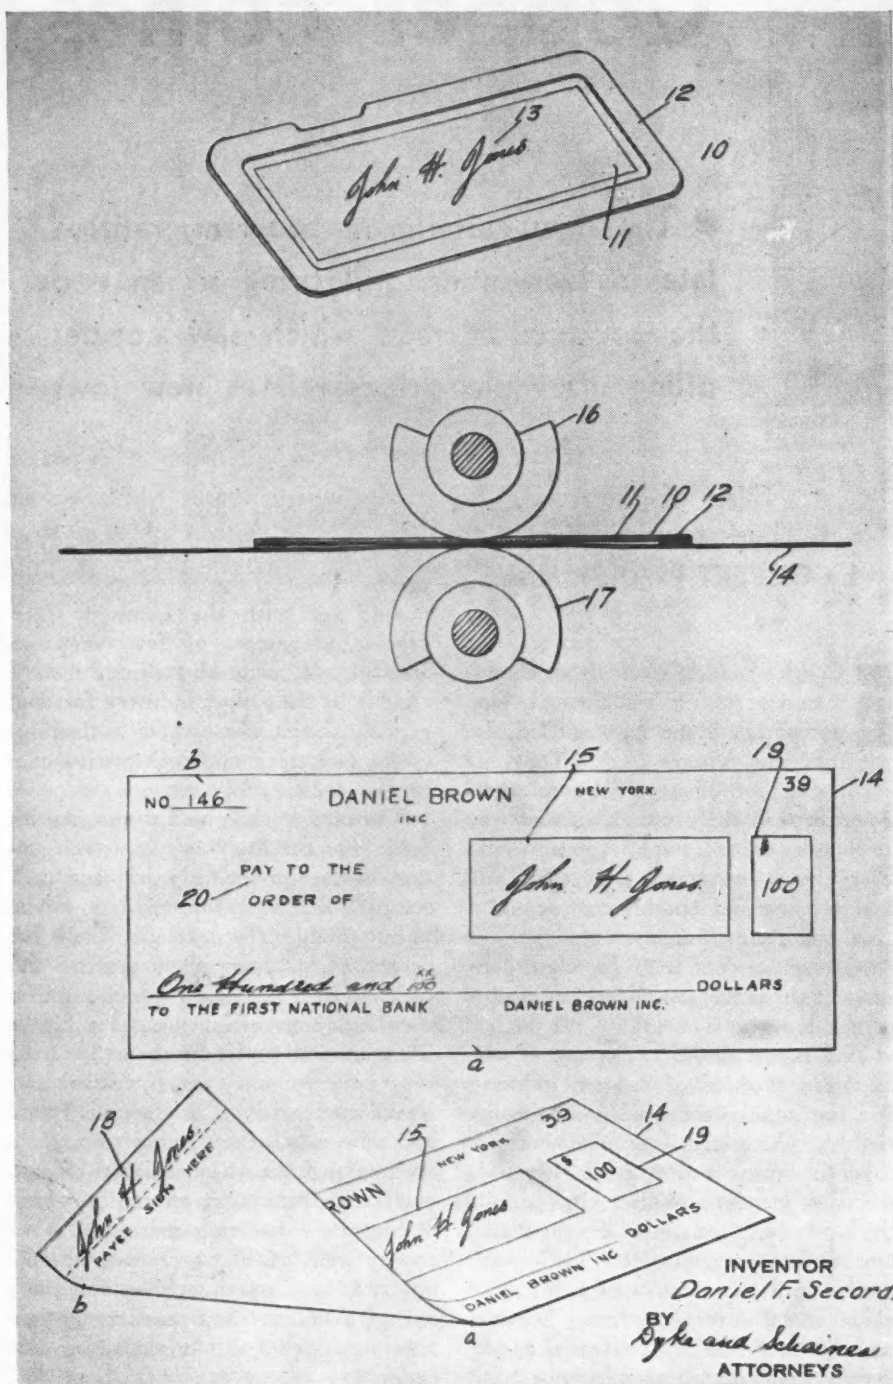 12
13
John H. Jones
10
11
16
11 10 12
14
17
b 15 19
NO 146 DANIEL BROWN NEW YORK. 39 14
INC
$
PAY TO THE
John H. Jones. 100
20 ORDER OF
One Hundred and xx/100 DOLLARS
TO THE FIRST NATIONAL BANK DANIEL BROWN INC.
a
18 John H. Jones. 15 NEW YORK 39 14
PAYEE SIGN HERE ROWN $ 100 19
John H. Jones
DANIEL BROWN INC DOLLARS
b
a
INVENTOR
Daniel F. Secord.
BY
Dyke and Schaines
ATTORNEYS